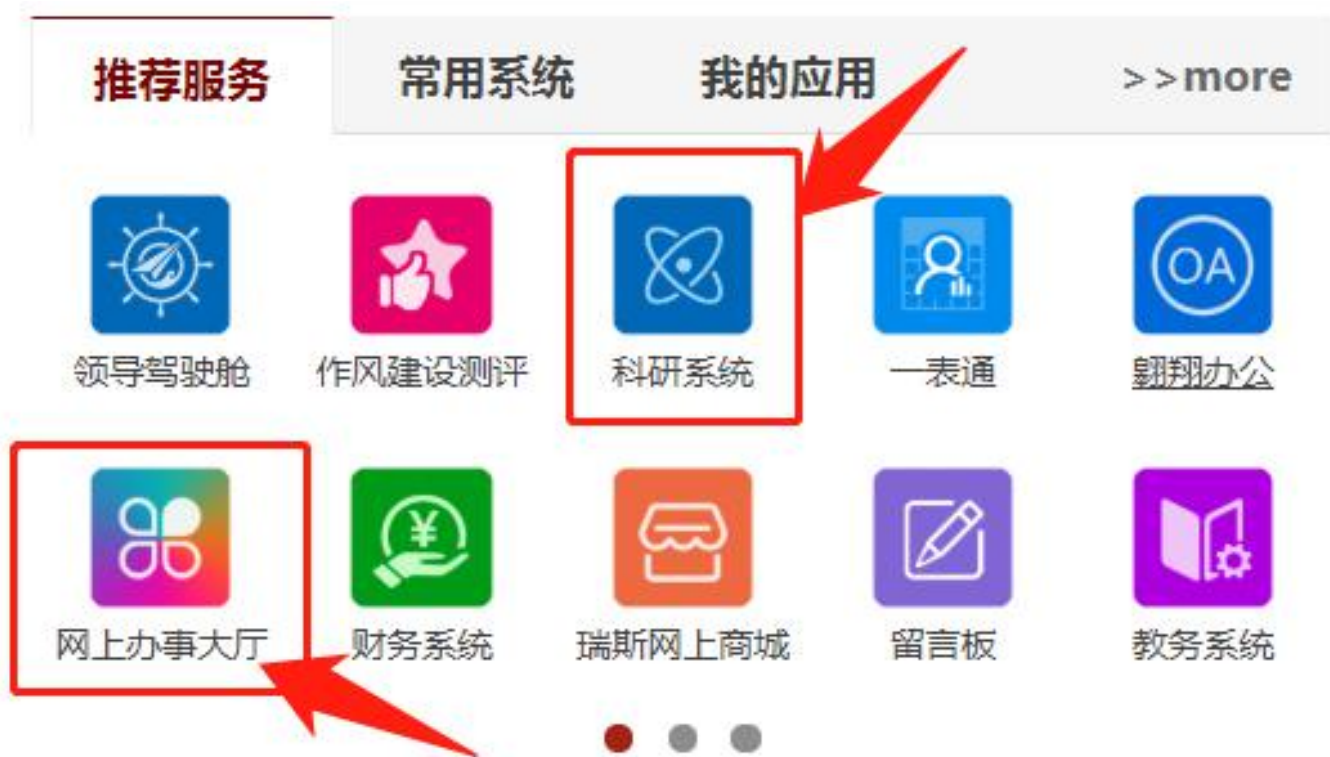 推荐服务 常用系统 我的应用 >>more
OA
领导驾驶舱 作风建设测评 科研系统 一表通 翱翔办公
¥
网上办事大厅 财务系统 瑞斯网上商城 留言板 教务系统